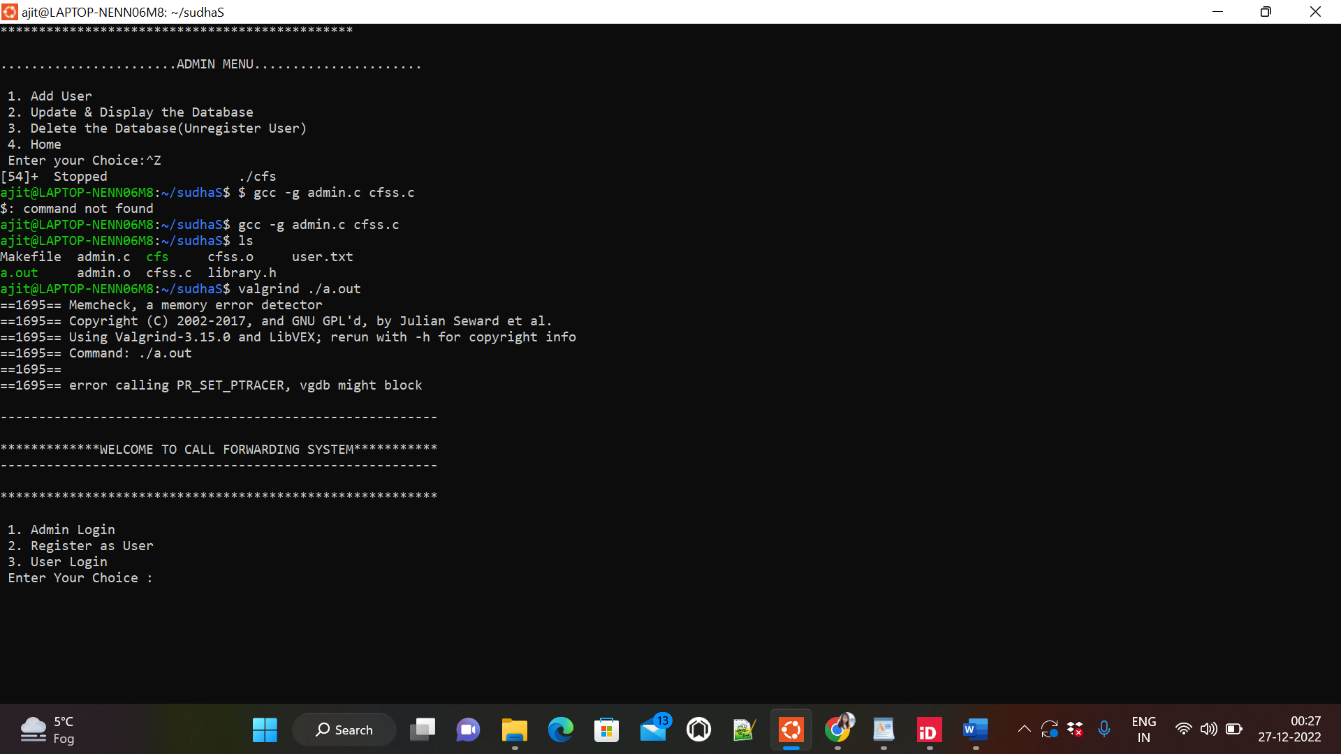 ajit@LAPTOP-NENN06M8: ~/sudhaS
**********************************************
.......................ADMIN MENU......................
1. Add User
2. Update & Display the Database
3. Delete the Database(Unregister User)
4. Home
Enter your Choice:^Z
[54]+  Stopped                 ./cfs
ajit@LAPTOP-NENN06M8:~/sudhaS$ $ gcc -g admin.c cfss.c
$: command not found
ajit@LAPTOP-NENN06M8:~/sudhaS$ gcc -g admin.c cfss.c
ajit@LAPTOP-NENN06M8:~/sudhaS$ ls
Makefile  admin.c  cfs     cfss.o     user.txt
a.out     admin.o  cfss.c  library.h
ajit@LAPTOP-NENN06M8:~/sudhaS$ valgrind ./a.out
==1695== Memcheck, a memory error detector
==1695== Copyright (C) 2002-2017, and GNU GPL'd, by Julian Seward et al.
==1695== Using Valgrind-3.15.0 and LibVEX; rerun with -h for copyright info
==1695== Command: ./a.out
==1695==
==1695== error calling PR_SET_PTRACER, vgdb might block
---------------------------------------------------------
*************WELCOME TO CALL FORWARDING SYSTEM***********
---------------------------------------------------------
*********************************************************
1. Admin Login
2. Register as User
3. User Login
Enter Your Choice :
5°C
Fog
Search
13
iD
W
ENG
IN
00:27
27-12-2022